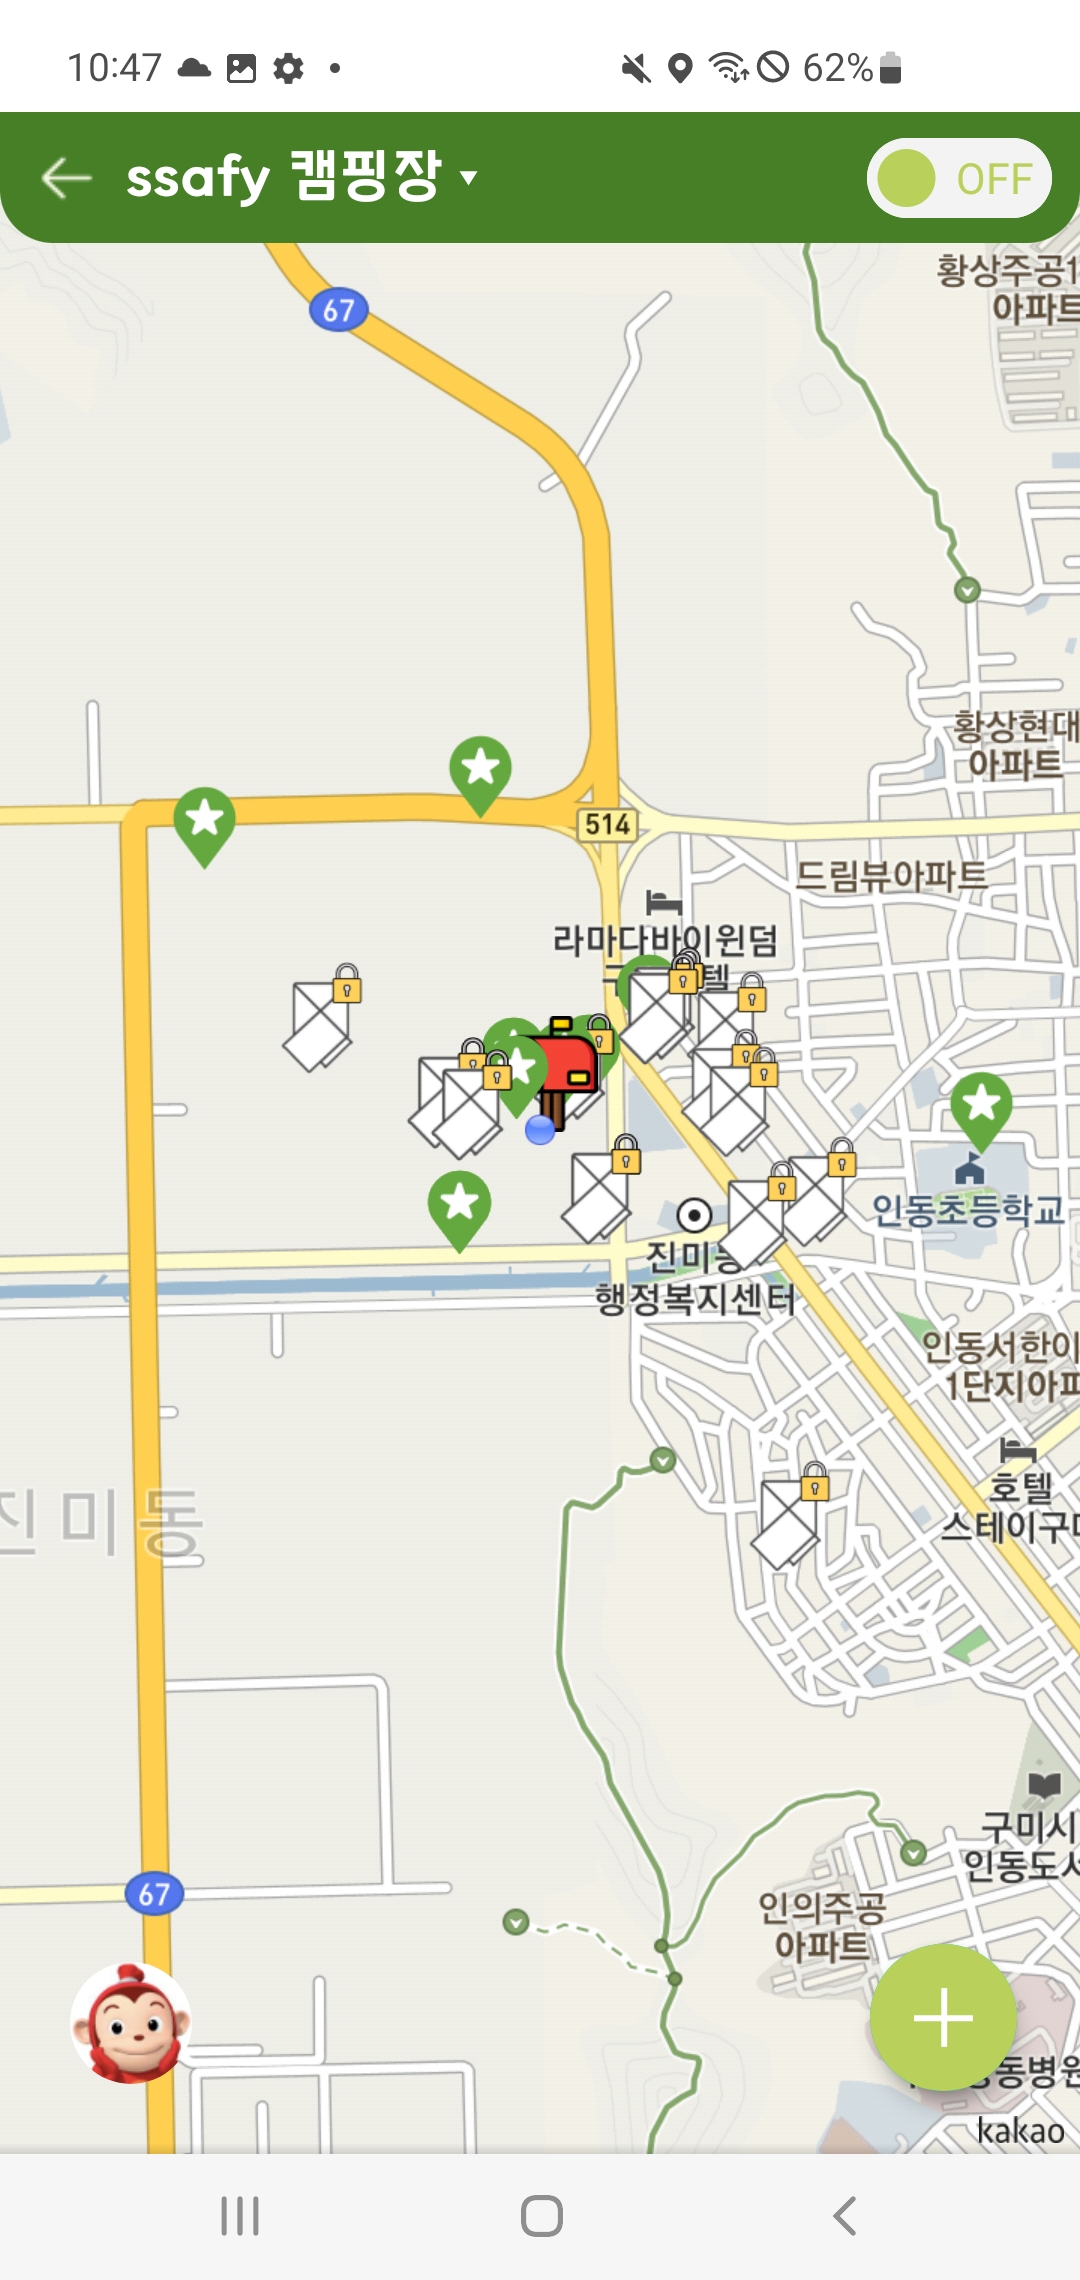 10:47
62%
ssafy 캠핑장
OFF
황상주공1
아파트
67
황상현대
아파트
514
드림뷰아파트
라마다바이윈덤
텔
인동초등학교
진미동
행정복지센터
인동서한이
1단지아파
호텔
스테이구미
진미동
67
구미시
인동도서
인의주공
아파트
동병원
kakao